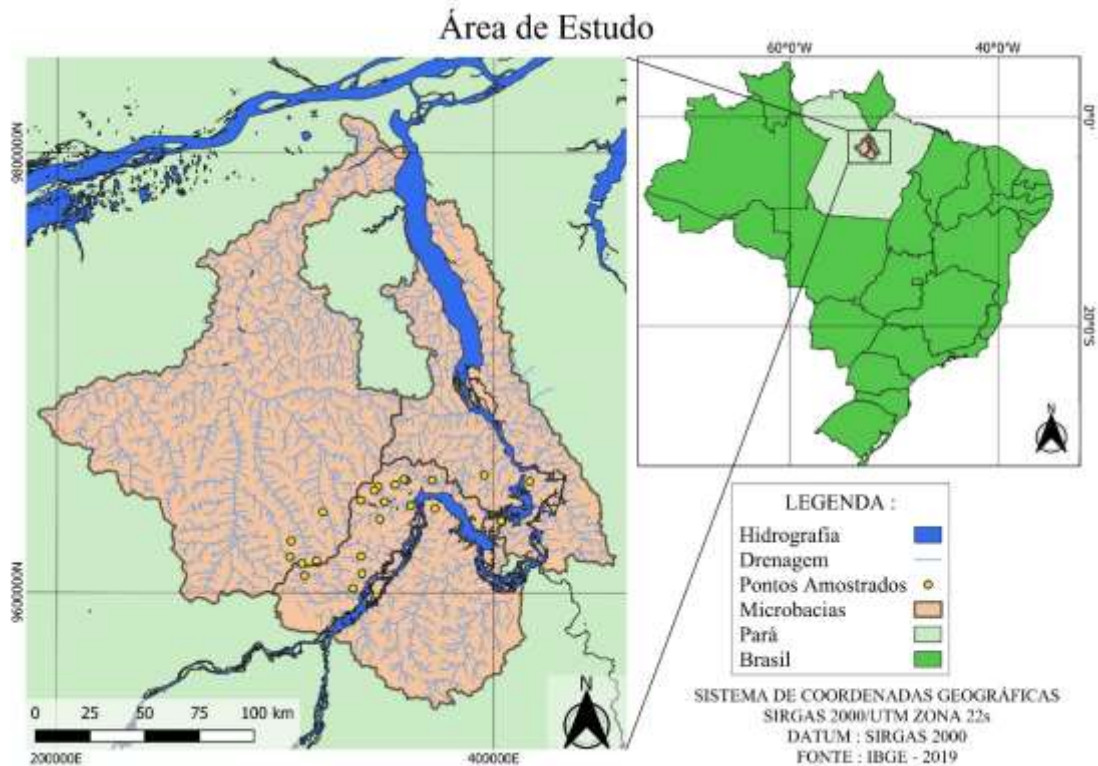 Área de Estudo
60°0'W 40°0'W
0°0'
20°0'S
9800000N
9600000N
N
N
0 25 50 75 100 km
200000E 400000E
LEGENDA :
Hidrografia
Drenagem
Pontos Amostrados
Microbacias
Pará
Brasil
SISTEMA DE COORDENADAS GEOGRÁFICAS
SIRGAS 2000/UTM ZONA 22s
DATUM : SIRGAS 2000
FONTE : IBGE - 2019